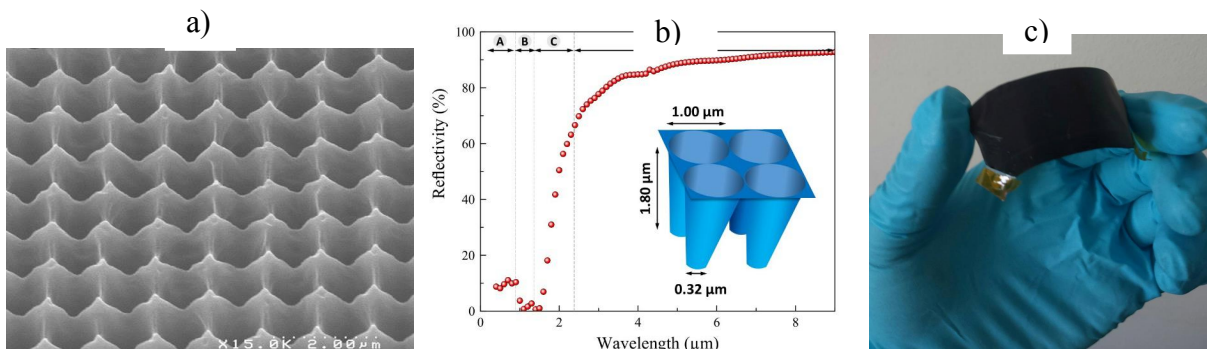 a)
X15.0K 2.00μm
b)
A B C
Reflectivity (%)
100
80
60
40
20
0
1.00 μm
1.80 μm
0.32 μm
0 2 4 6 8
Wavelength (μm)
c)